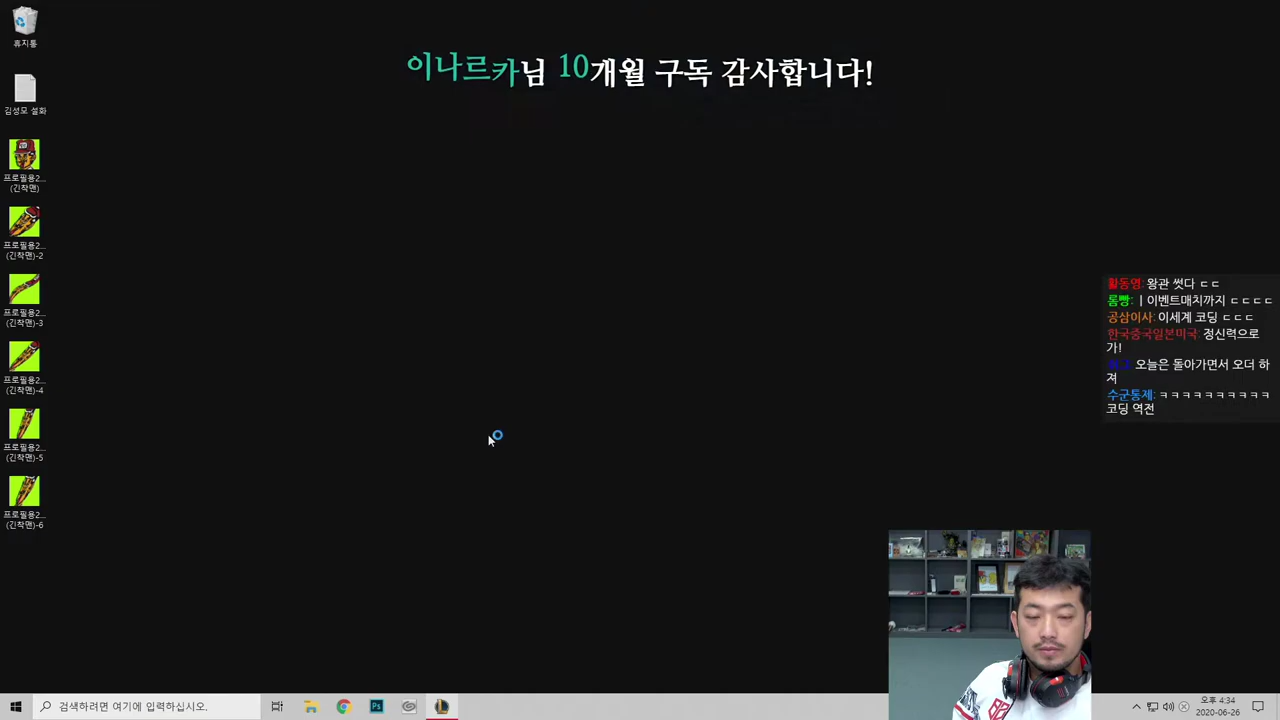 이나르카님 10개월 구독 감사합니다!
휴지통
김성모 설화
프로필용2...
(긴착맨)
프로필용2...
(긴착맨)-2
프로필용2...
(긴착맨)-3
프로필용2...
(긴착맨)-4
프로필용2...
(긴착맨)-5
프로필용2...
(긴착맨)-6
활동명: 왕관 썻다 ㄷㄷ
롬빵: ㅣ이벤트매치까지 ㄷㄷㄷㄷ
공삼이사: 이세계 코딩 ㄷㄷㄷ
한국중국일본미국: 정신력으로
가!
오늘은 돌아가면서 오더 하
져
수군통제: ㅋㅋㅋㅋㅋㅋㅋㅋㅋㅋ
코딩 역전
검색하려면 여기에 입력하십시오.
Ps
오후 4:34
2020-06-26